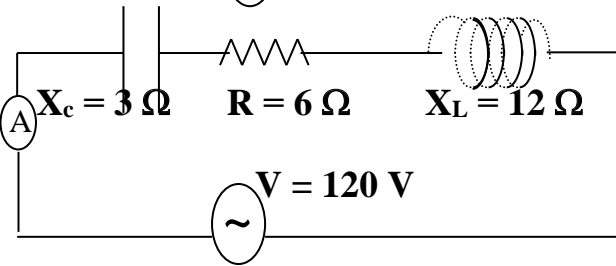 Xc = 3 Ω R = 6 Ω XL = 12 Ω
A
V = 120 V
~